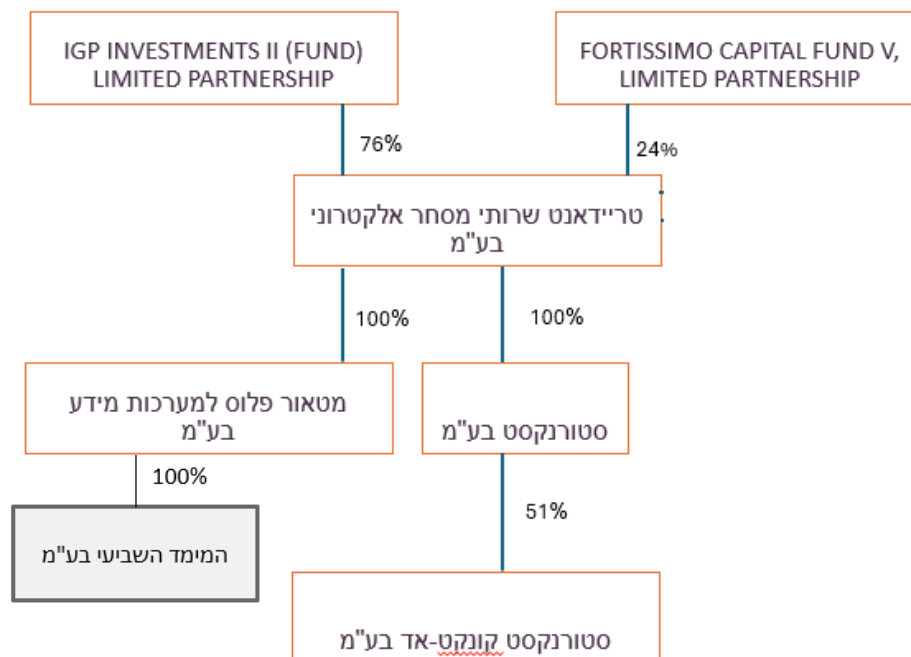 IGP INVESTMENTS II (FUND)
LIMITED PARTNERSHIP
FORTISSIMO CAPITAL FUND V,
LIMITED PARTNERSHIP
76%
24%
טריידאנט שרותי מסחר אלקטרוני
בע"מ
100%
100%
מטאור פלוס למערכות מידע
בע"מ
סטורנקסט בע"מ
100%
51%
המימד השביעי בע"מ
סטורנקסט קונקט-אד בע"מ